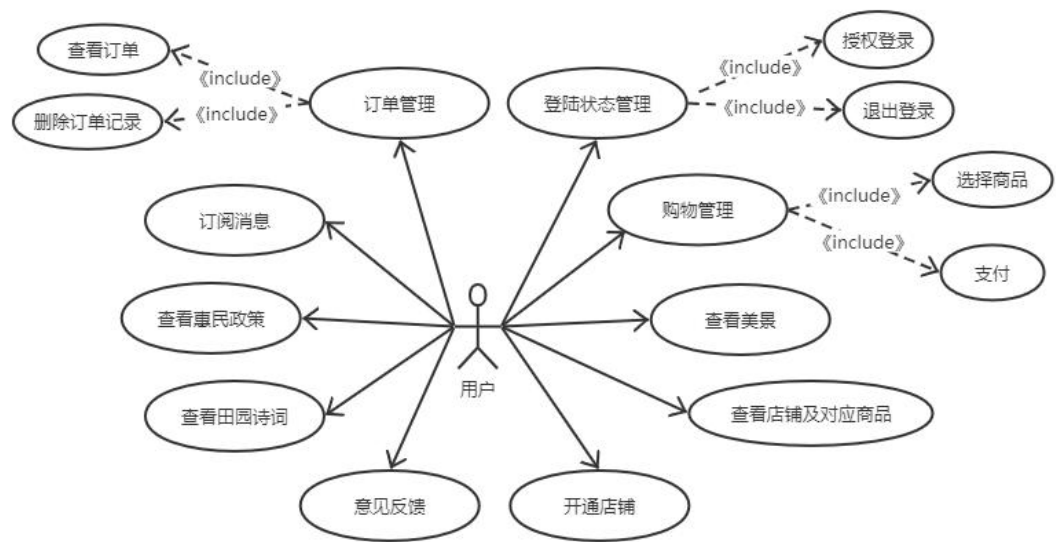 查看订单
授权登录
《include》
《include》
订单管理
登陆状态管理
删除订单记录
《include》
《include》
退出登录
选择商品
《include》
订阅消息
购物管理
《include》
支付
查看惠民政策
查看美景
用户
查看田园诗词
查看店铺及对应商品
意见反馈
开通店铺